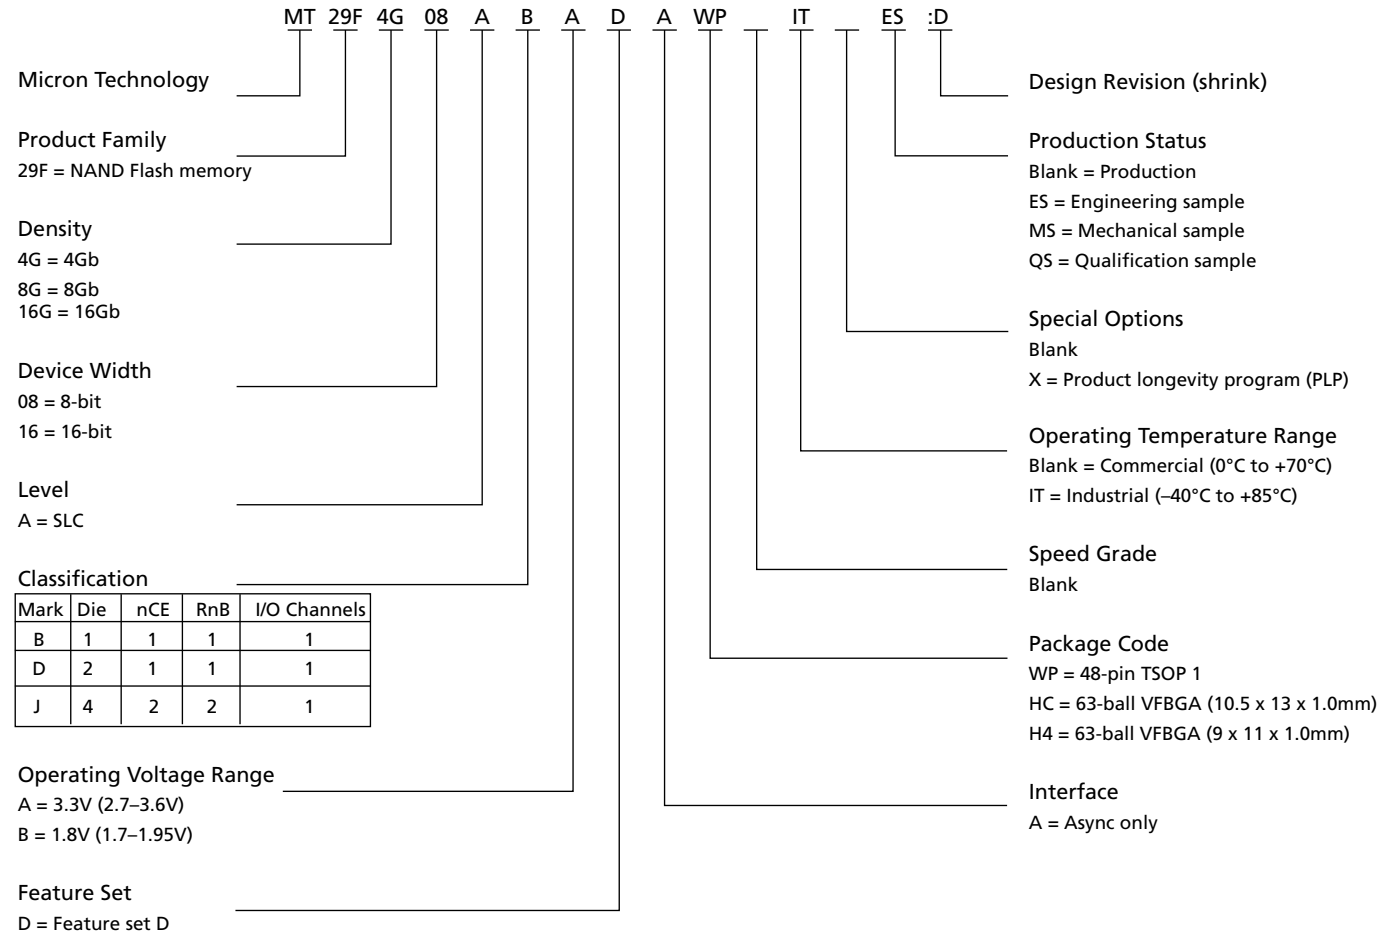 MT 29F 4G 08 A B A D A WP IT ES :D
Micron Technology
Product Family
29F = NAND Flash memory
Density
4G = 4Gb
8G = 8Gb
16G = 16Gb
Device Width
08 = 8-bit
16 = 16-bit
Level
A = SLC
Classification
Mark Die nCE RnB I/O Channels
B 1 1 1 1
D 2 1 1 1
J 4 2 2 1
Operating Voltage Range
A = 3.3V (2.7–3.6V)
B = 1.8V (1.7–1.95V)
Feature Set
D = Feature set D
Design Revision (shrink)
Production Status
Blank = Production
ES = Engineering sample
MS = Mechanical sample
QS = Qualification sample
Special Options
Blank
X = Product longevity program (PLP)
Operating Temperature Range
Blank = Commercial (0°C to +70°C)
IT = Industrial (–40°C to +85°C)
Speed Grade
Blank
Package Code
WP = 48-pin TSOP 1
HC = 63-ball VFBGA (10.5 x 13 x 1.0mm)
H4 = 63-ball VFBGA (9 x 11 x 1.0mm)
Interface
A = Async only